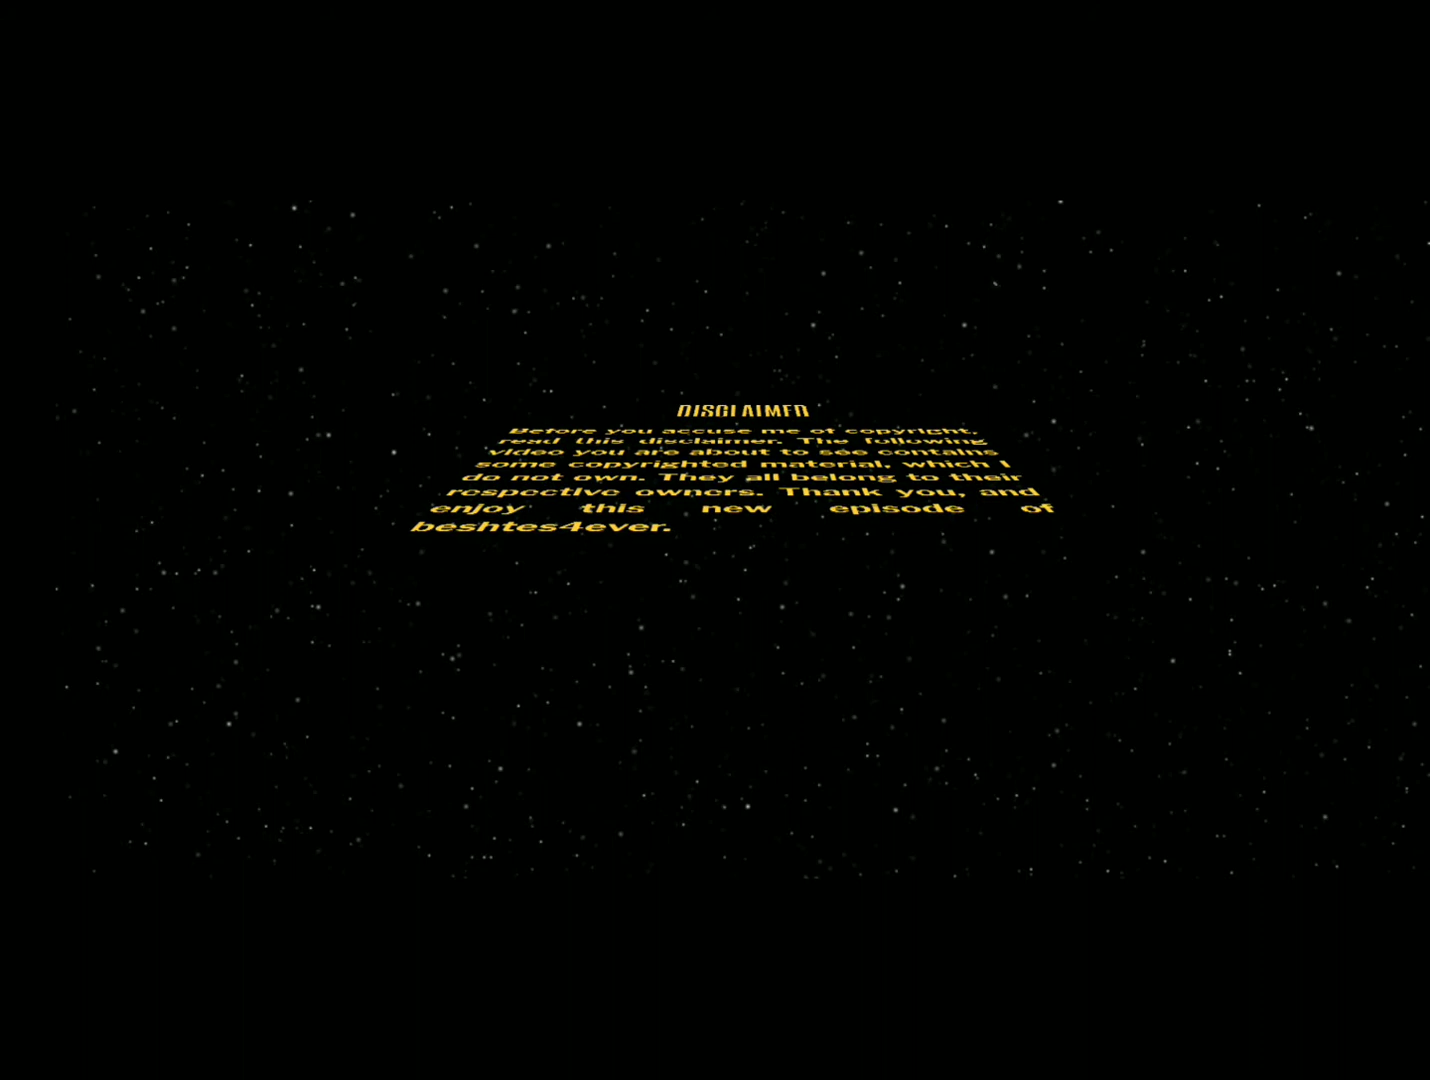 DISCLAIMER
Before you accuse me of copyright,
read this disclaimer. The following
video you are about to see contains
some copyrighted material, which I
do not own. They all belong to their
respective owners. Thank you, and
enjoy this new episode of
beshtes4ever.